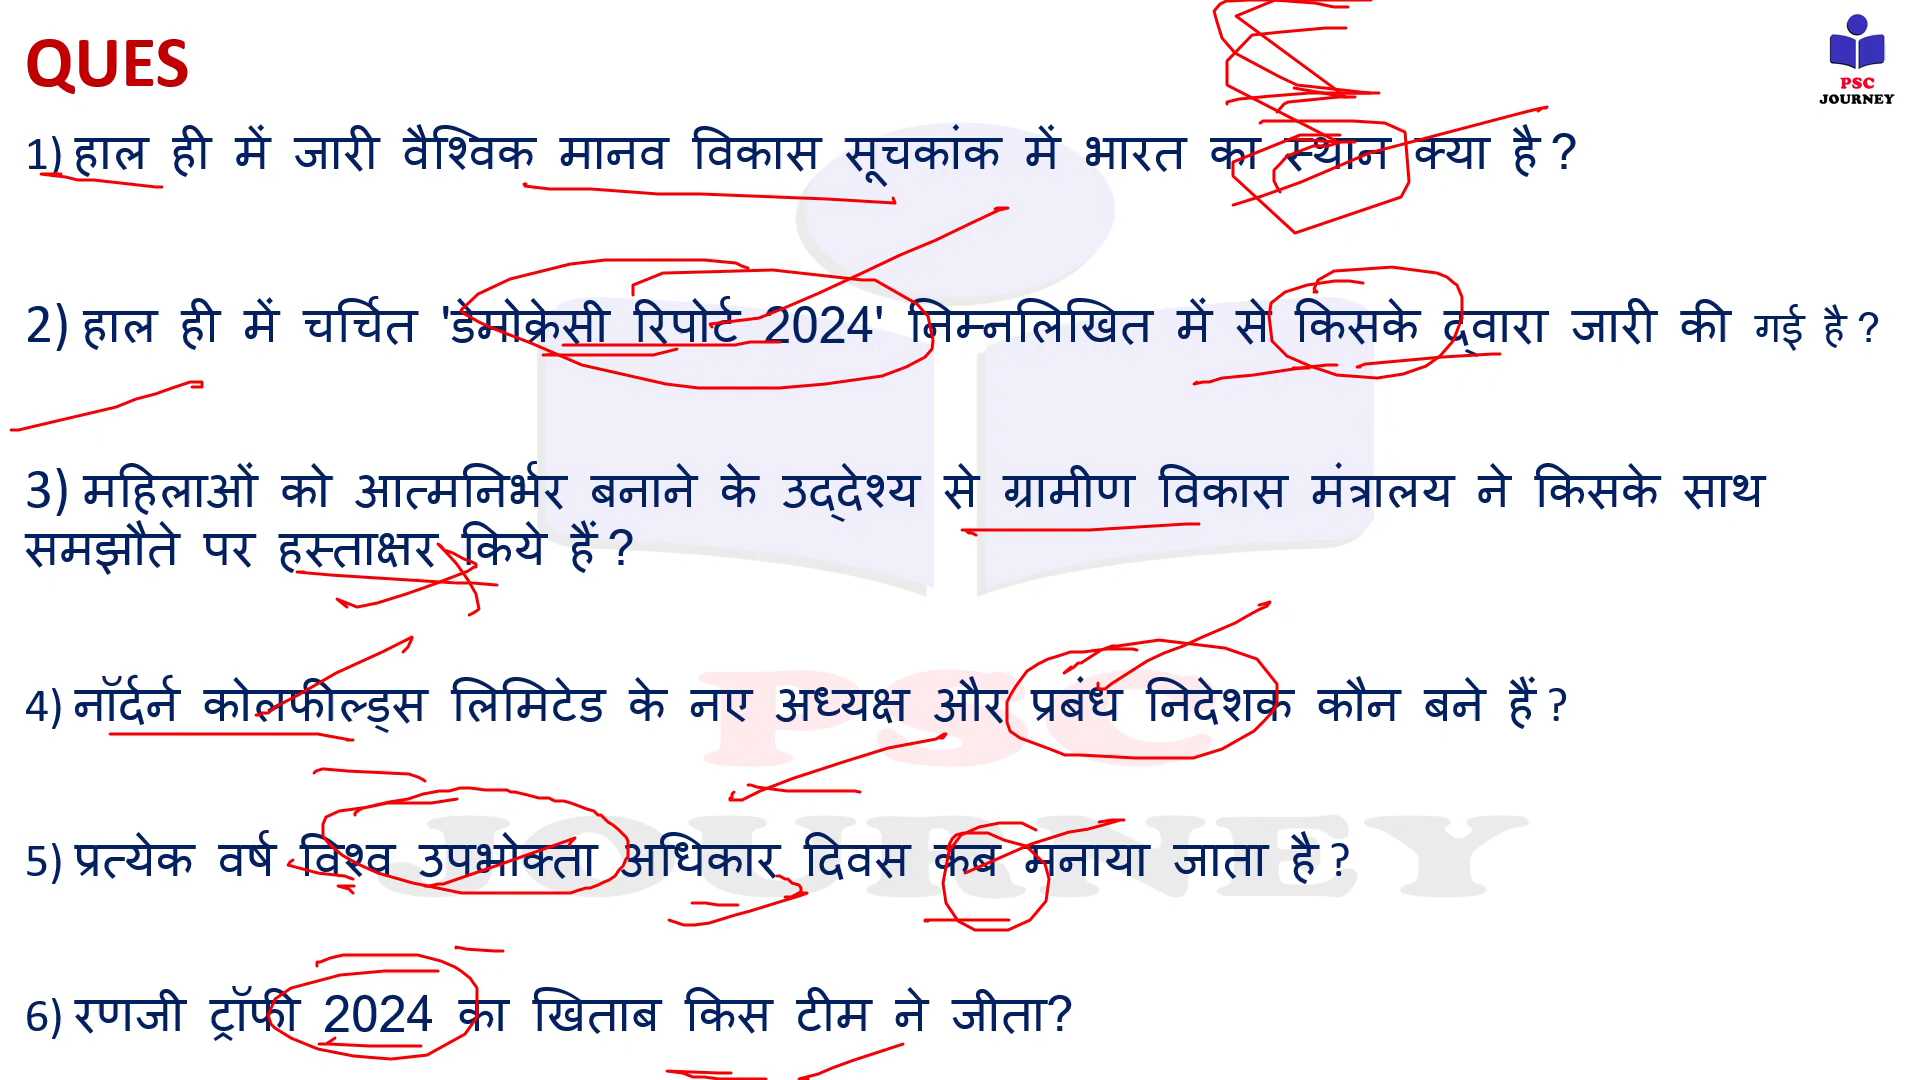 QUES
PSC
JOURNEY
1) हाल ही में जारी वैश्विक मानव विकास सूचकांक में भारत का स्थान क्या है ?
2) हाल ही में चर्चित 'डेमोक्रेसी रिपोर्ट 2024' निम्नलिखित में से किसके द्वारा जारी की गई है ?
3) महिलाओं को आत्मनिर्भर बनाने के उद्देश्य से ग्रामीण विकास मंत्रालय ने किसके साथ
समझौते पर हस्ताक्षर किये हैं ?
4) नॉर्दर्न कोलफील्ड्स लिमिटेड के नए अध्यक्ष और प्रबंध निदेशक कौन बने हैं ?
5) प्रत्येक वर्ष विश्व उपभोक्ता अधिकार दिवस कब मनाया जाता है ?
6) रणजी ट्रॉफी 2024 का खिताब किस टीम ने जीता?
PSC
JOURNEY